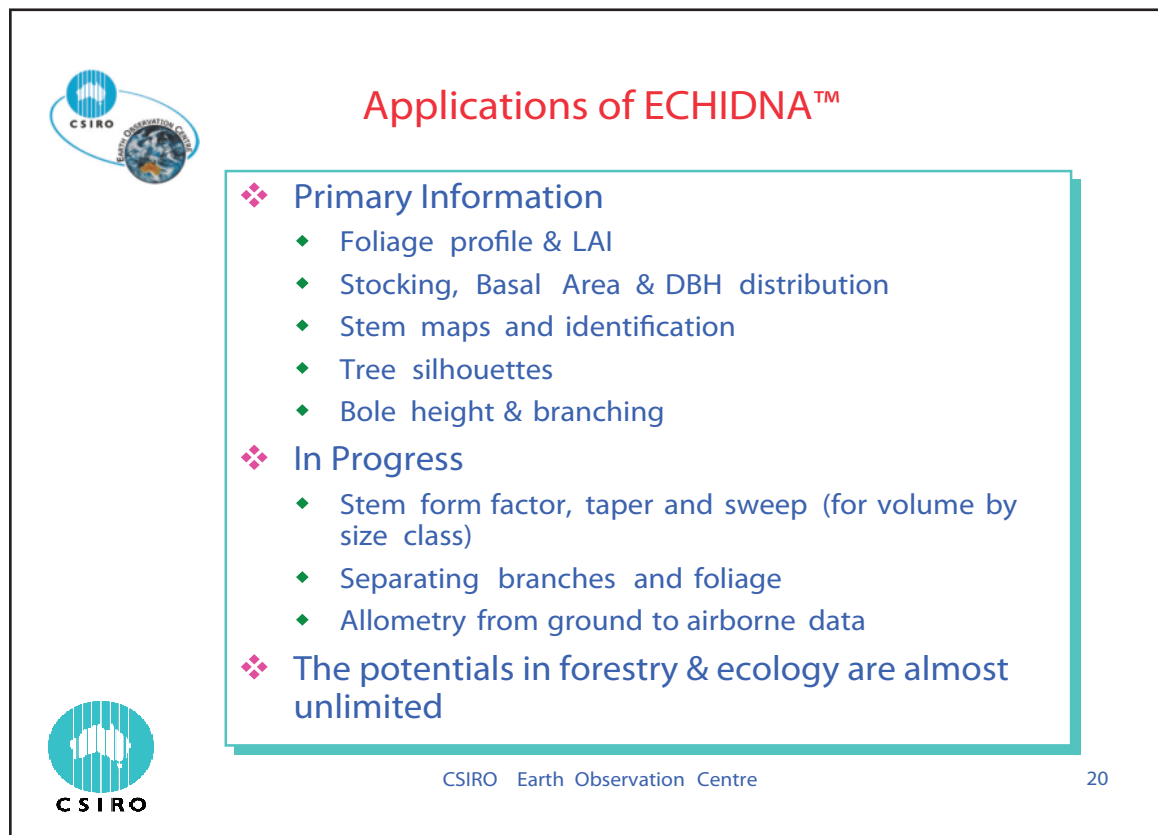 CSIRO
EARTH OBSERVATION CENTRE
Applications of ECHIDNA™
Primary Information
Foliage profile & LAI
Stocking, Basal Area & DBH distribution
Stem maps and identification
Tree silhouettes
Bole height & branching
In Progress
Stem form factor, taper and sweep (for volume by
size class)
Separating branches and foliage
Allometry from ground to airborne data
The potentials in forestry & ecology are almost
unlimited
CSIRO
CSIRO Earth Observation Centre
20